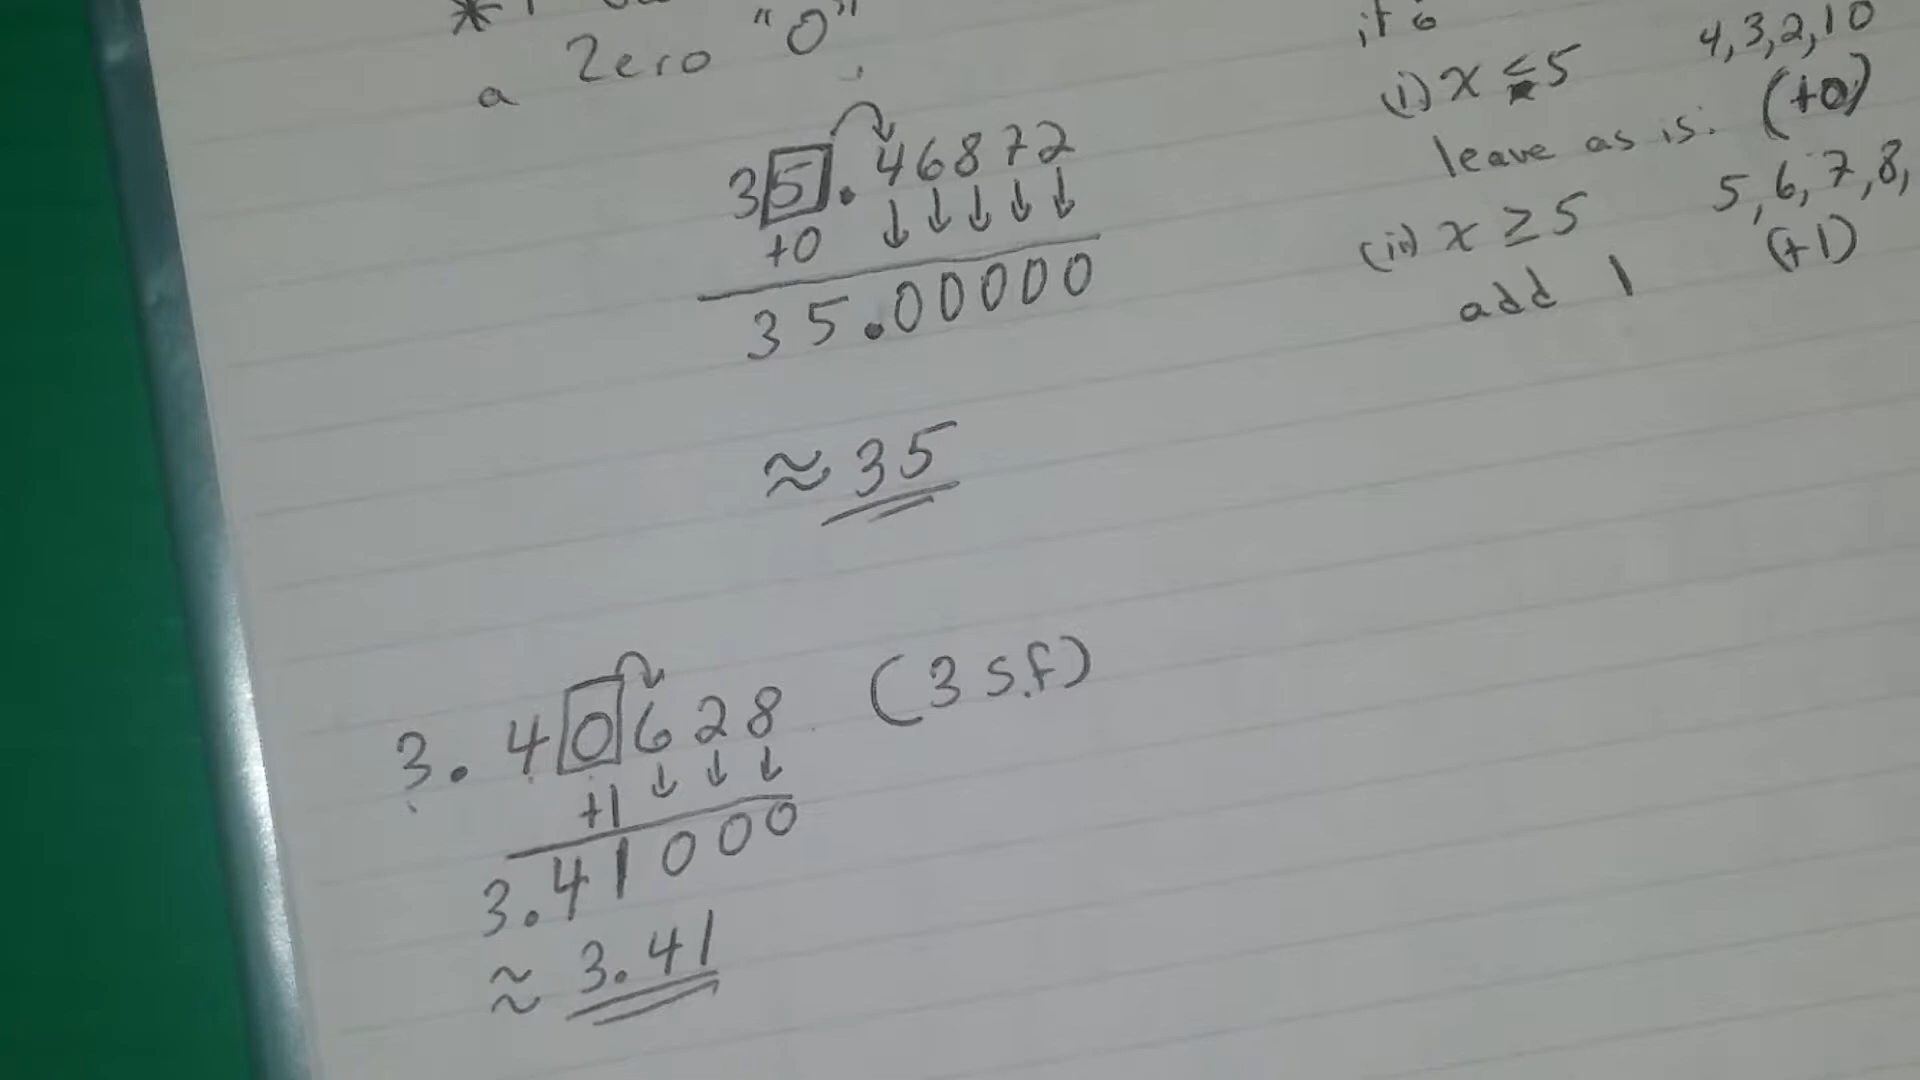 a Zero "0"
35.46872
+0 ↓↓↓↓↓
35.00000
≈ 35
3.40628 (3 s.f)
+1 ↓↓↓
3.41000
≈ 3.41
(i) x ≤ 5 4,3,2,1 0
leave as is. (+0)
(ii) x ≥ 5 5,6,7,8,
add 1 (+1)